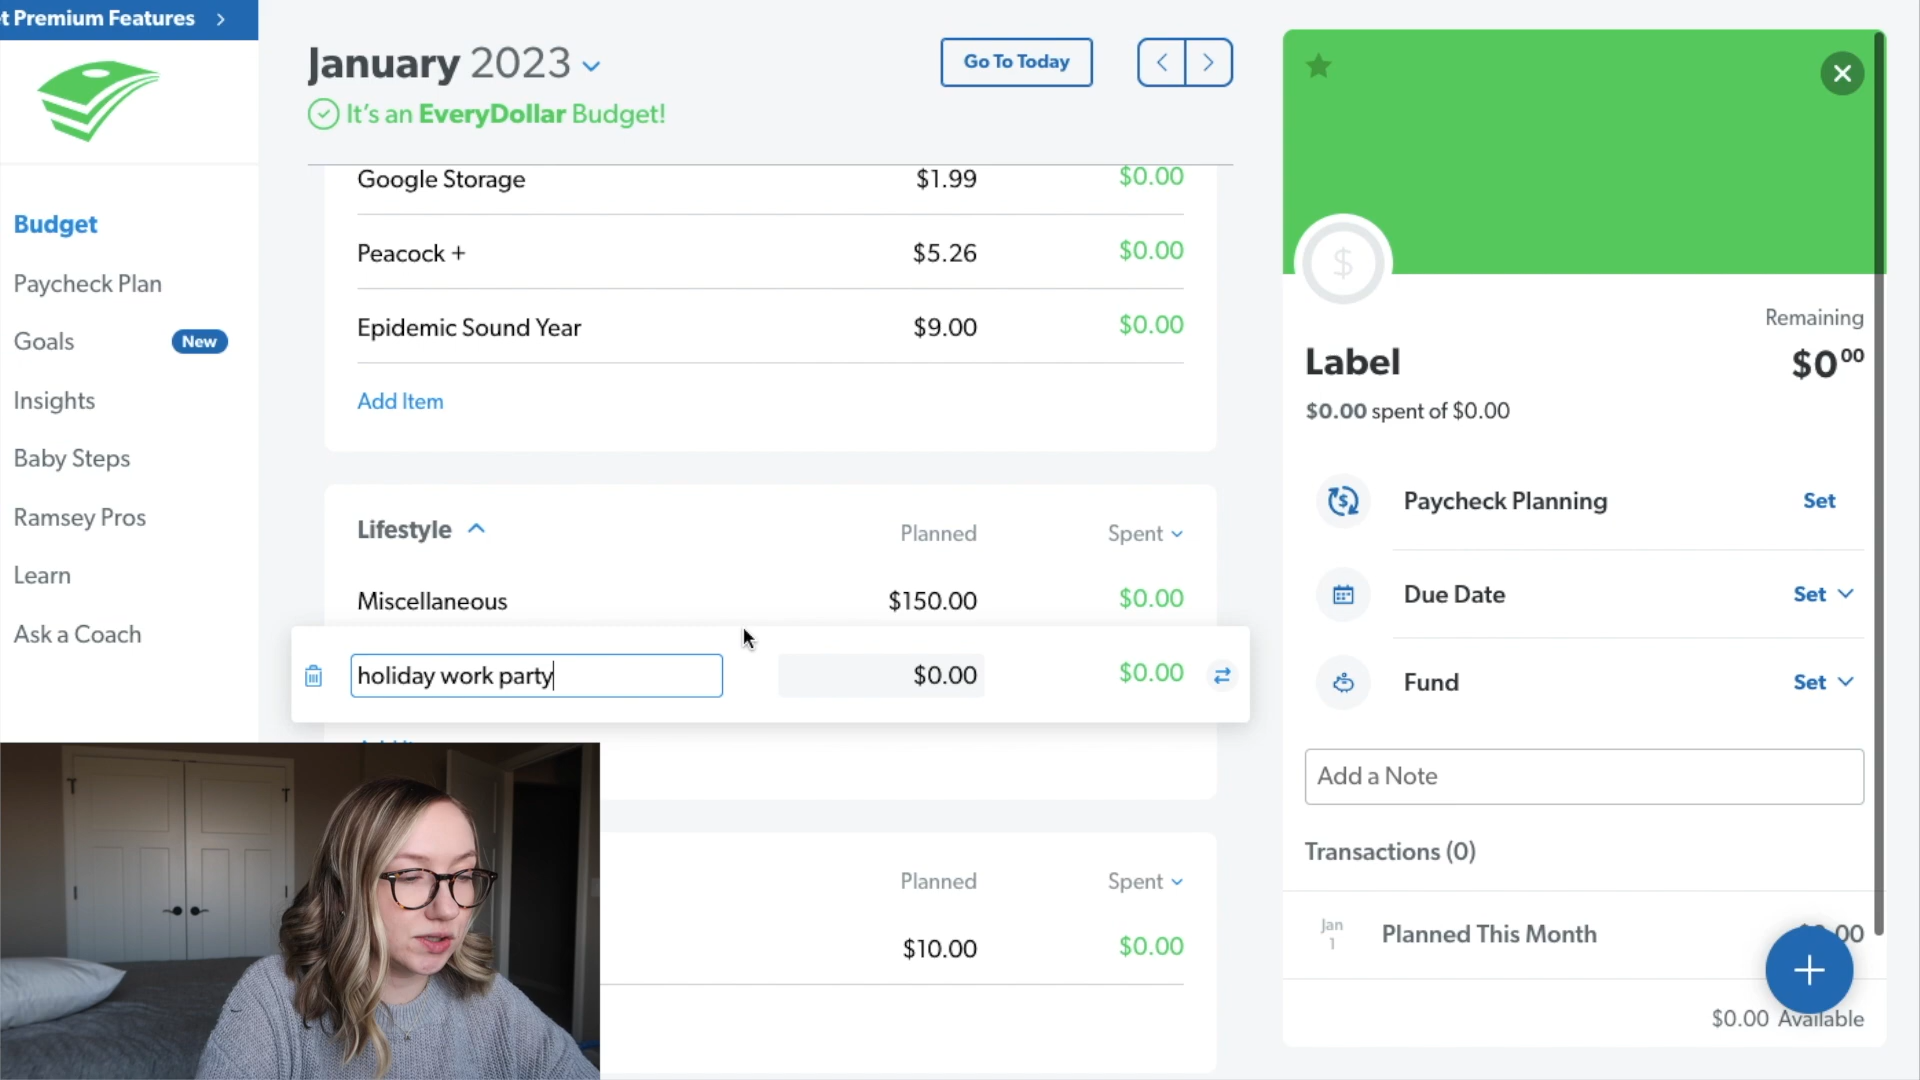 t Premium Features
January 2023
Go To Today
It's an EveryDollar Budget!
Budget
Paycheck Plan
Goals New
Insights
Baby Steps
Ramsey Pros
Learn
Ask a Coach
Google Storage $1.99 $0.00
Peacock + $5.26 $0.00
Epidemic Sound Year $9.00 $0.00
Add Item
Lifestyle Planned Spent
Miscellaneous $150.00 $0.00
holiday work party $0.00 $0.00
Planned Spent
$10.00 $0.00
$
Remaining
Label $0 00
$0.00 spent of $0.00
Paycheck Planning Set
Due Date Set
Fund Set
Add a Note
Transactions (0)
Jan
1
Planned This Month
$0.00 Available